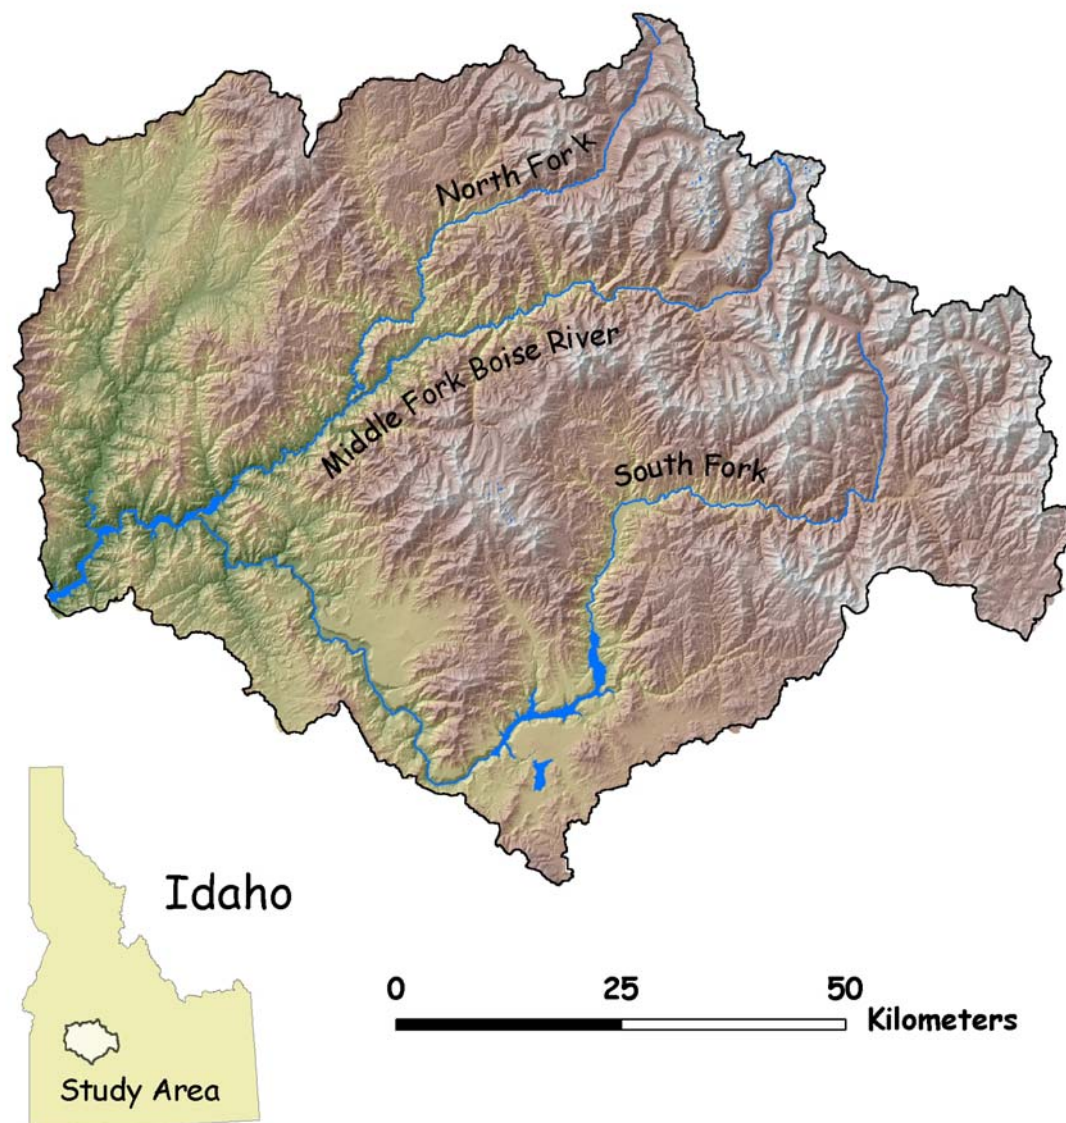 North Fork
Middle Fork Boise River
South Fork
Idaho
Study Area
0 25 50
Kilometers